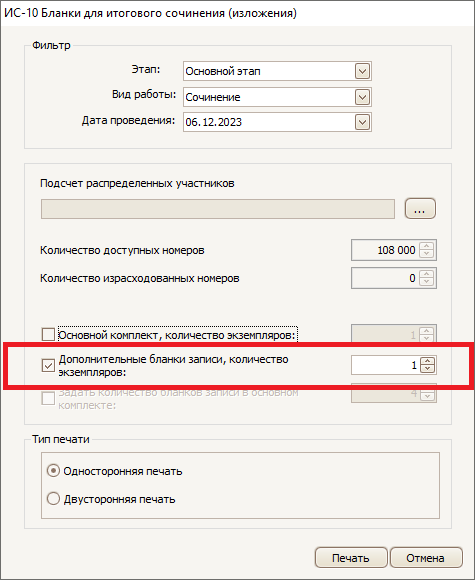 ИС-10 Бланки для итогового сочинения (изложения)
Фильтр
Этап: Основной этап
Вид работы: Сочинение
Дата проведения: 06.12.2023
Подсчет распределенных участников
...
Количество доступных номеров 108 000
Количество израсходованных номеров 0
Основной комплект, количество экземпляров: 1
Дополнительные бланки записи, количество
экземпляров: 1
Задать количество бланков записи в основном
комплекте: 4
Тип печати
Односторонняя печать
Двусторонняя печать
Печать Отмена